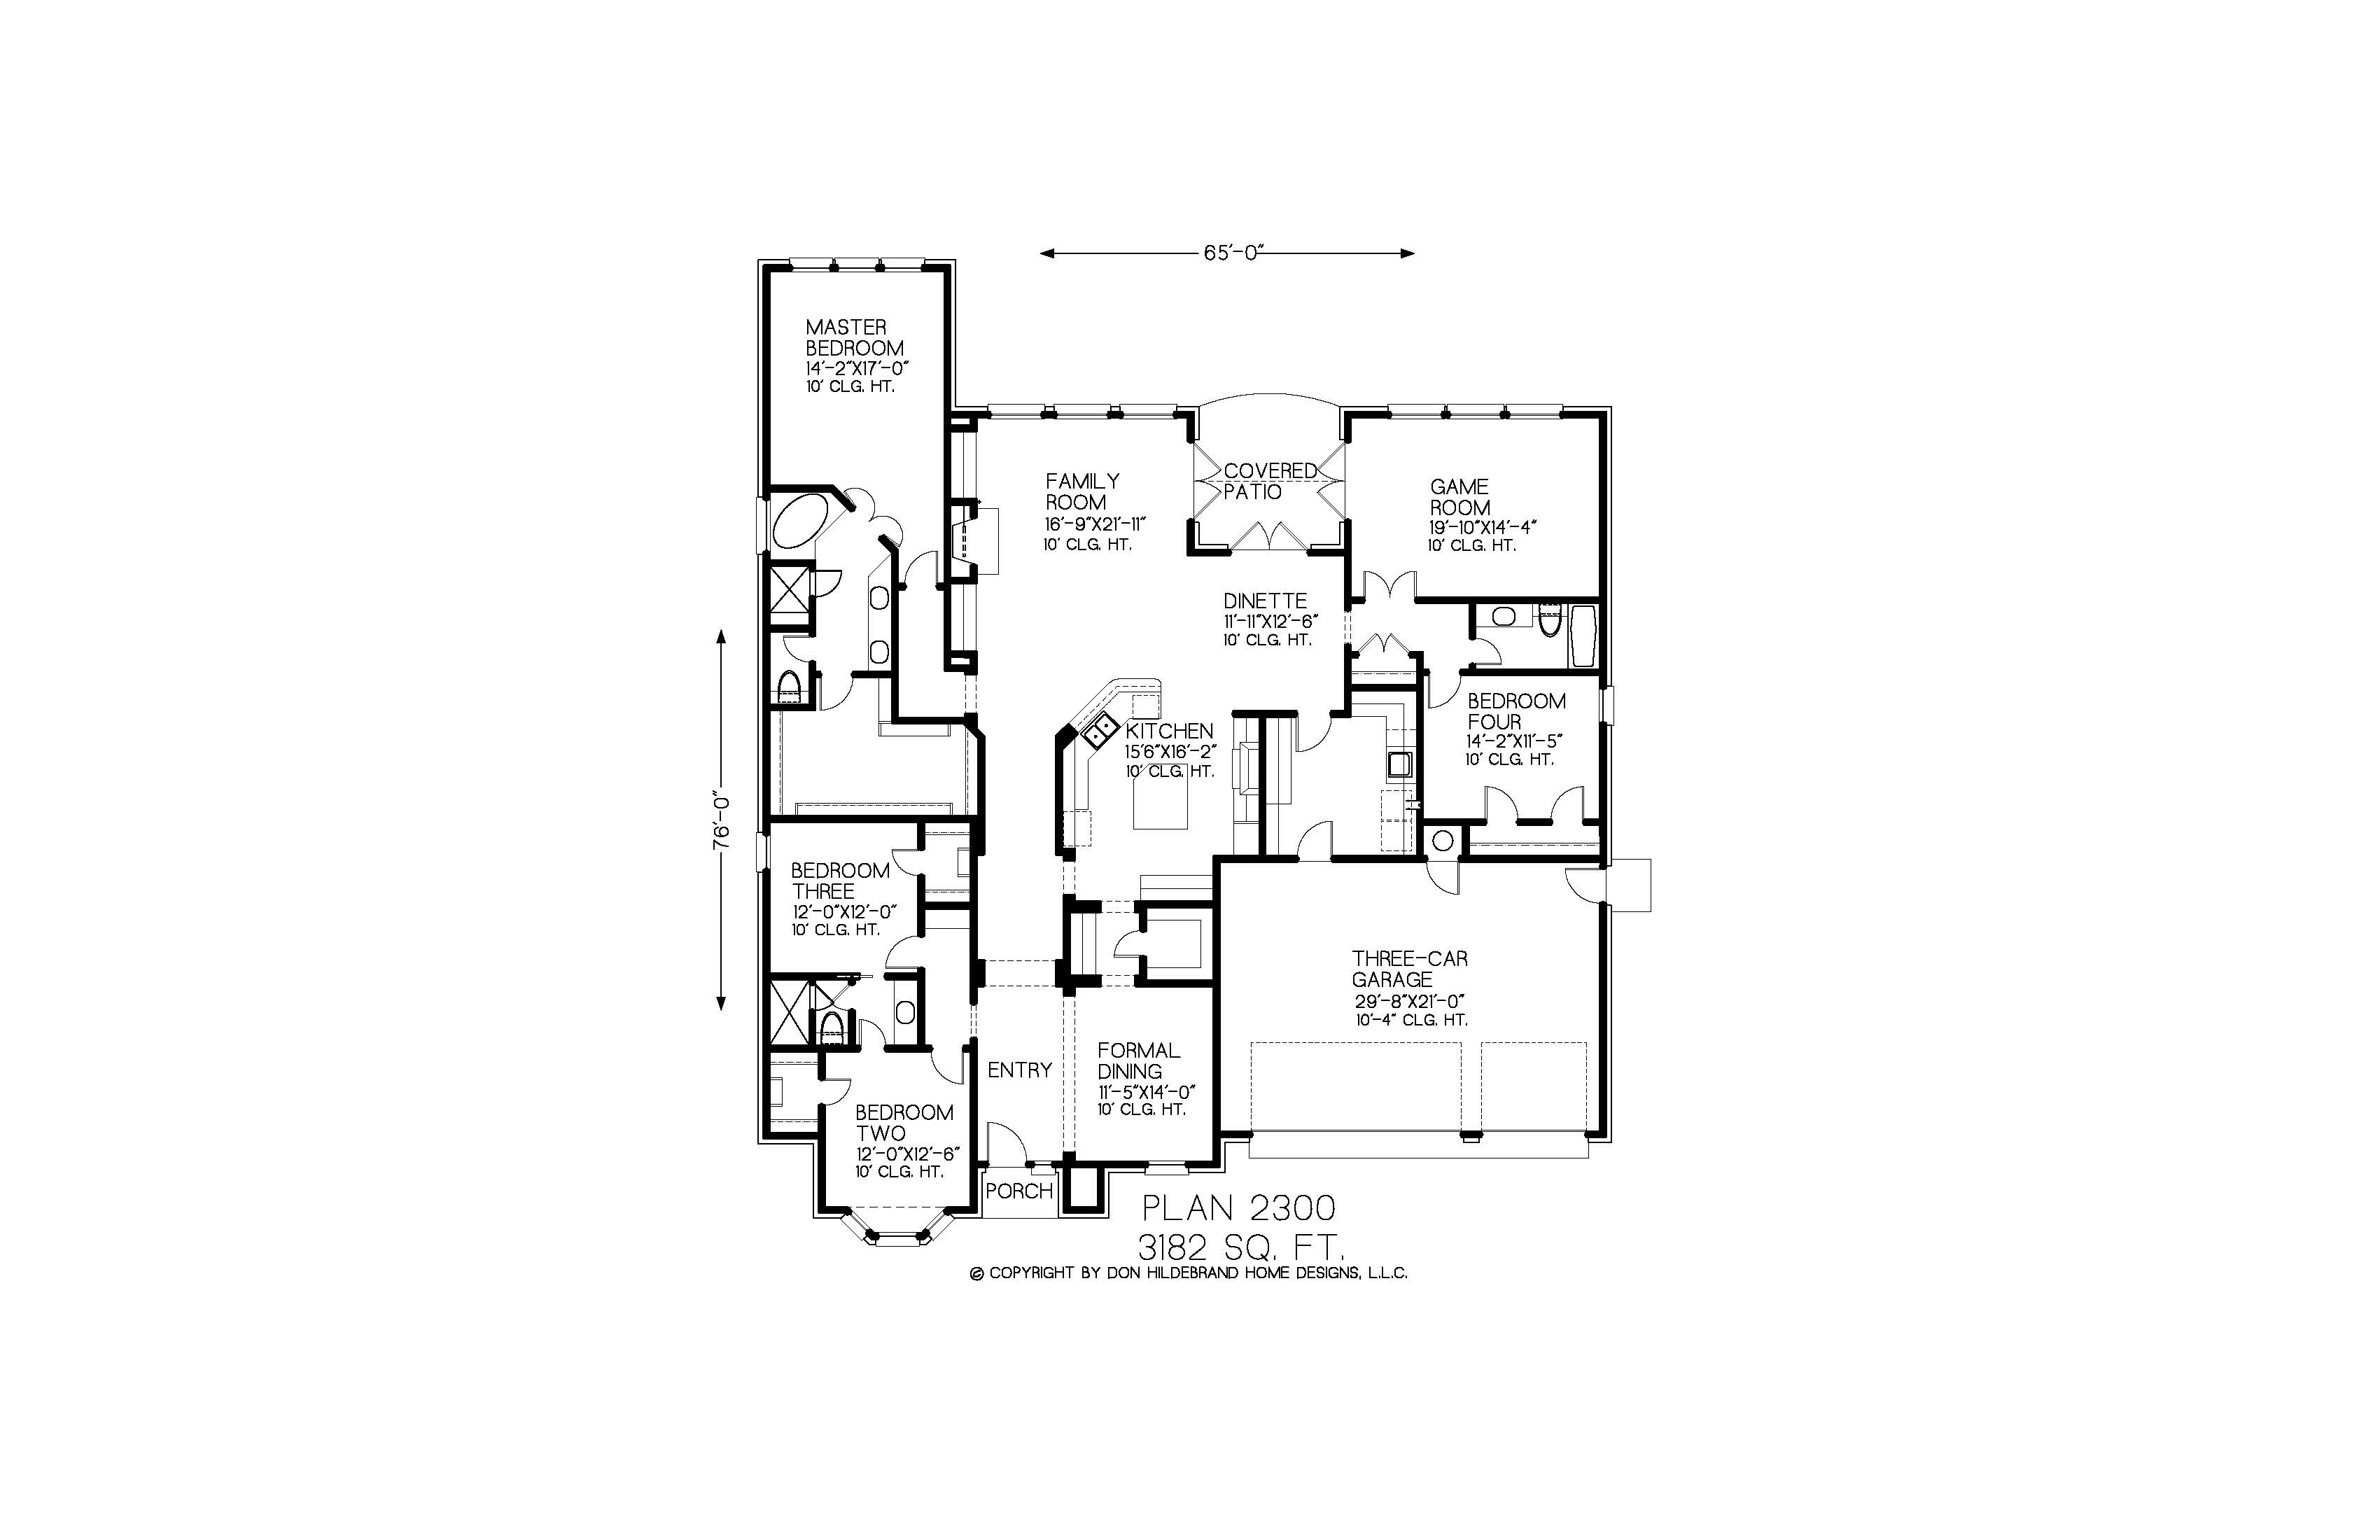 65'-0"
MASTER
BEDROOM
14'-2"X17'-0"
10' CLG. HT.
FAMILY
ROOM
16'-9"X21'-11"
10' CLG. HT.
COVERED
PATIO
GAME
ROOM
19'-10"X14'-4"
10' CLG. HT.
DINETTE
11'-11"X12'-6"
10' CLG. HT.
KITCHEN
15'6"X16'-2"
10' CLG. HT.
BEDROOM
FOUR
14'-2"X11'-5"
10' CLG. HT.
76'-0"
BEDROOM
THREE
12'-0"X12'-0"
10' CLG. HT.
THREE-CAR
GARAGE
29'-8"X21'-0"
10'-4" CLG. HT.
ENTRY
FORMAL
DINING
11'-5"X14'-0"
10' CLG. HT.
BEDROOM
TWO
12'-0"X12'-6"
10' CLG. HT.
PORCH
PLAN 2300
3182 SQ. FT.
© COPYRIGHT BY DON HILDEBRAND HOME DESIGNS, L.L.C.